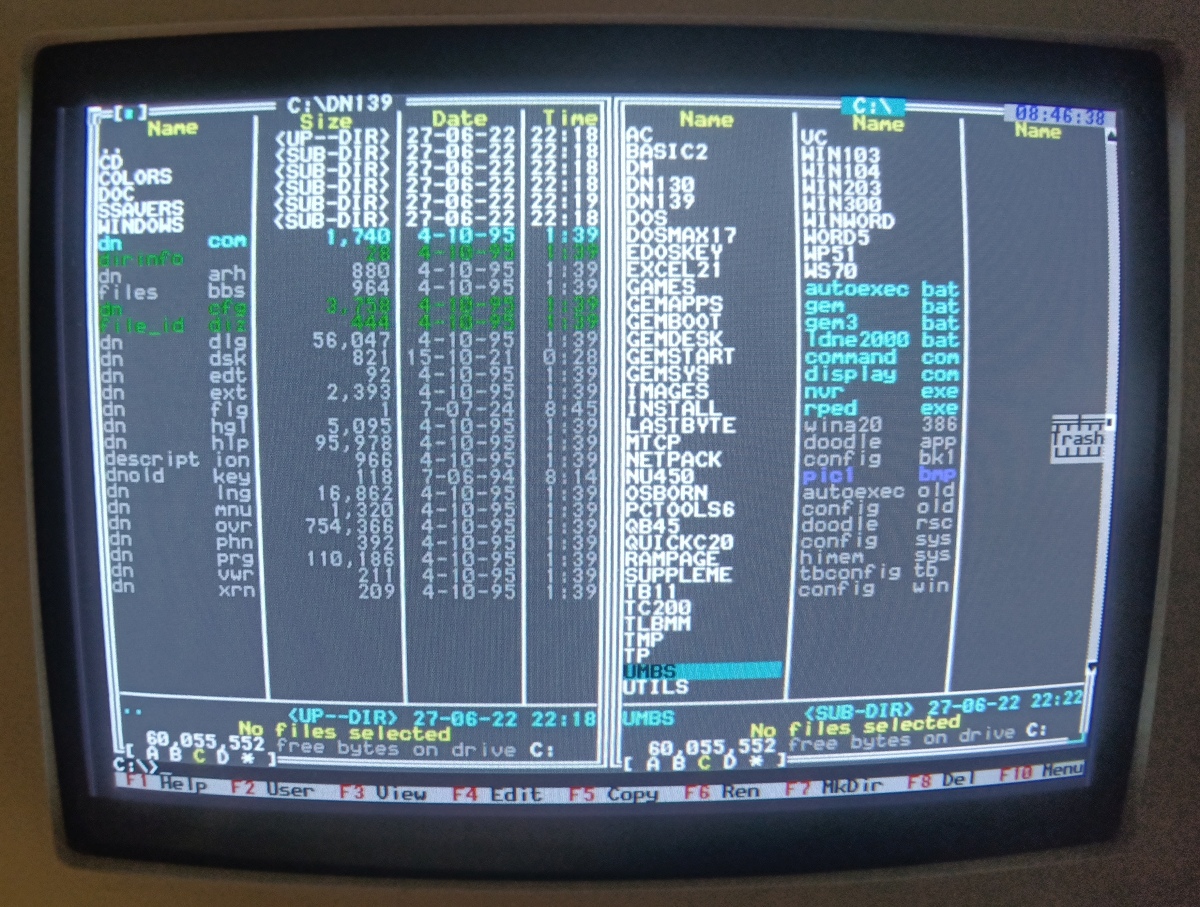 C:\DN139
Name Size Date Time
.. <UP--DIR> 27-06-22 22:18
CD <SUB-DIR> 27-06-22 22:18
COLORS <SUB-DIR> 27-06-22 22:18
DOC <SUB-DIR> 27-06-22 22:18
SSAVERS <SUB-DIR> 27-06-22 22:19
WINDOWS <SUB-DIR> 27-06-22 22:18
dn com 1,740 4-10-95 1:39
dirinfo 4-10-95 1:39
dn arh 880 4-10-95 1:39
files bbs 964 4-10-95 1:39
dn cfg 3,758 4-10-95 1:39
file_id diz 444 4-10-95 1:39
dn dlg 56,047 4-10-95 1:39
dn dsk 821 15-10-21 0:28
dn edt 92 4-10-95 1:39
dn ext 2,393 4-10-95 1:39
dn flg 1 7-07-24 8:45
dn hgl 5,095 4-10-95 1:39
dn hlp 95,978 4-10-95 1:39
descript ion 966 4-10-95 1:39
dnold key 118 7-06-94 8:14
dn lng 16,862 4-10-95 1:39
dn mnu 1,320 4-10-95 1:39
dn ovr 754,366 4-10-95 1:39
dn phn 392 4-10-95 1:39
dn prg 110,186 4-10-95 1:39
dn vwr 211 4-10-95 1:39
dn xrn 209 4-10-95 1:39
.. <UP--DIR> 27-06-22 22:18
No files selected
60,055,552 free bytes on drive C:
[ A B C D * ]
C:\
08:46:38
Name Name Name
AC
BASIC2
DM
DN130
DN139
DOS
DOSMAX17
EDOSKEY
EXCEL21
GAMES
GEMAPPS
GEMBOOT
GEMDESK
GEMSTART
GEMSYS
IMAGES
INSTALL
LASTBYTE
MTCP
NETPACK
NU450
OSBORN
PCTOOLS6
QB45
QUICKC20
RAMPAGE
SUPPLEME
TB11
TC200
TLBMM
TMP
TP
UMBS
UTILS
VC
WIN103
WIN104
WIN203
WIN300
WINWORD
WORD5
WP51
WS70
autoexec bat
gem bat
gem3 bat
ldne2000 bat
command com
display com
nvr exe
rped exe
wina20 386
doodle app
config bk1
pic1 bmp
autoexec old
config old
doodle rsc
config sys
himem sys
tbconfig tb
config win
Trash
UMBS <SUB-DIR> 27-06-22 22:22
No files selected
60,055,552 free bytes on drive C:
[ A B C D * ]
C:\>_
F1 Help F2 User F3 View F4 Edit F5 Copy F6 Ren F7 MkDir F8 Del F10 Menu